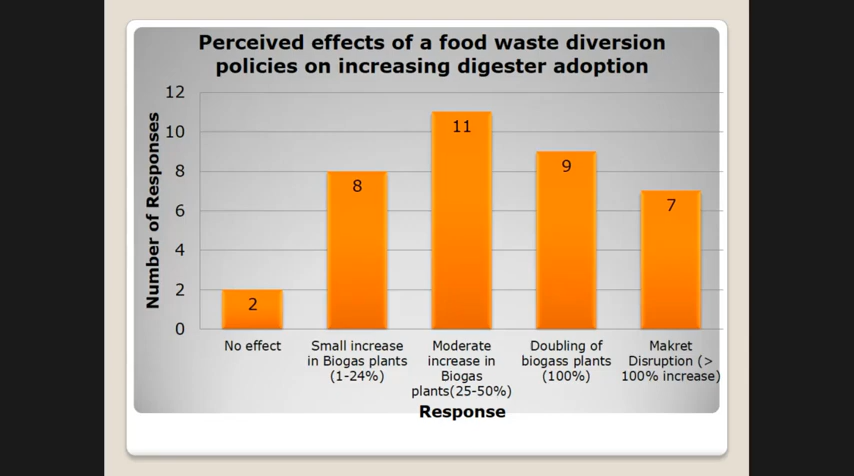 Perceived effects of a food waste diversion
policies on increasing digester adoption
Number of Responses
12
10
8
6
4
2
0
2
8
11
9
7
No effect
Small increase
in Biogas plants
(1-24%)
Moderate
increase in
Biogas
plants(25-50%)
Doubling of
biogass plants
(100%)
Makret
Disruption (>
100% increase)
Response